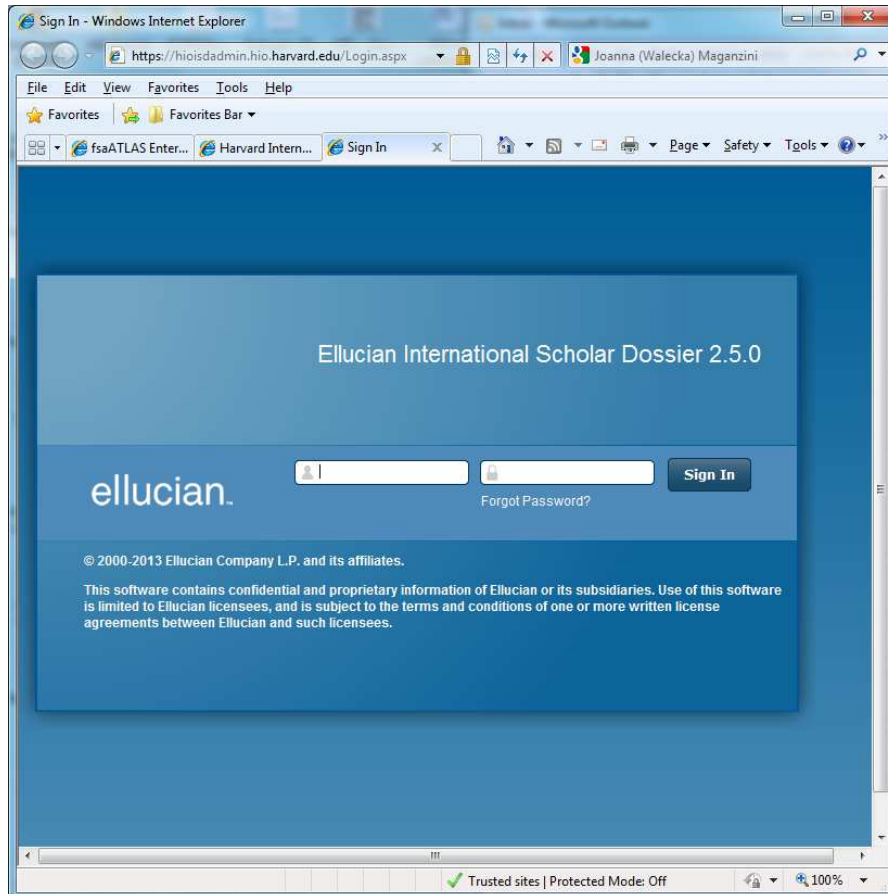 Sign In - Windows Internet Explorer
https://hioisdadmin.hio.harvard.edu/Login.aspx
Joanna (Walecka) Maganzini
File Edit View Favorites Tools Help
Favorites Favorites Bar
fsaATLAS Enter... Harvard Intern... Sign In x Page Safety Tools »
Ellucian International Scholar Dossier 2.5.0
ellucian™
Sign In
Forgot Password?
© 2000-2013 Ellucian Company L.P. and its affiliates.
This software contains confidential and proprietary information of Ellucian or its subsidiaries. Use of this software
is limited to Ellucian licensees, and is subject to the terms and conditions of one or more written license
agreements between Ellucian and such licensees.
Trusted sites | Protected Mode: Off 100%